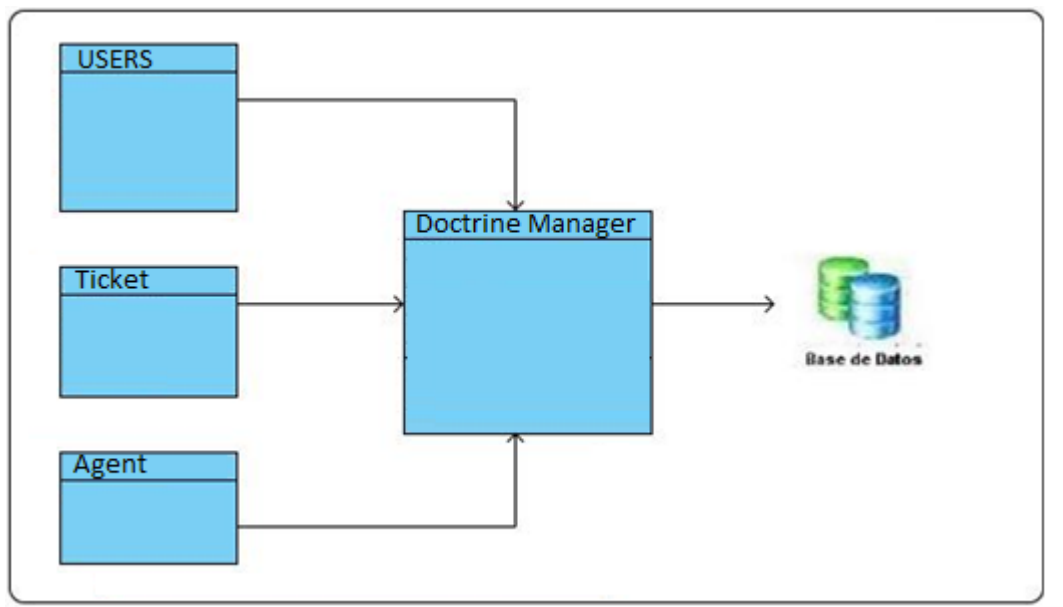 USERS
Doctrine Manager
Ticket
Base de Datos
Agent